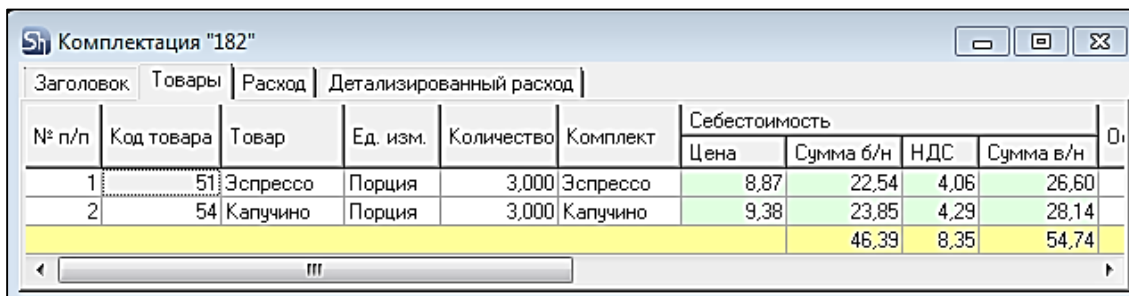 Sh Комплектация "182"
Заголовок Товары Расход Детализированный расход
№ п/п Код товара Товар Ед. изм. Количество Комплект Себестоимость
Цена Сумма б/н НДС Сумма в/н
1 51 Эспрессо Порция 3,000 Эспрессо 8,87 22,54 4,06 26,60
2 54 Капучино Порция 3,000 Капучино 9,38 23,85 4,29 28,14
46,39 8,35 54,74